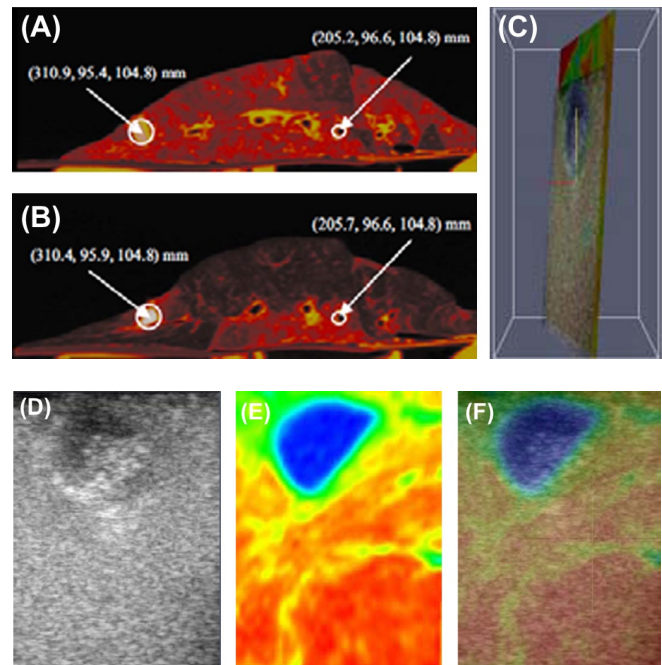 (A)
(205.2, 96.6, 104.8) mm
(310.9, 95.4, 104.8) mm
(B)
(205.7, 96.6, 104.8) mm
(310.4, 95.9, 104.8) mm
(C)
(D)
(E)
(F)